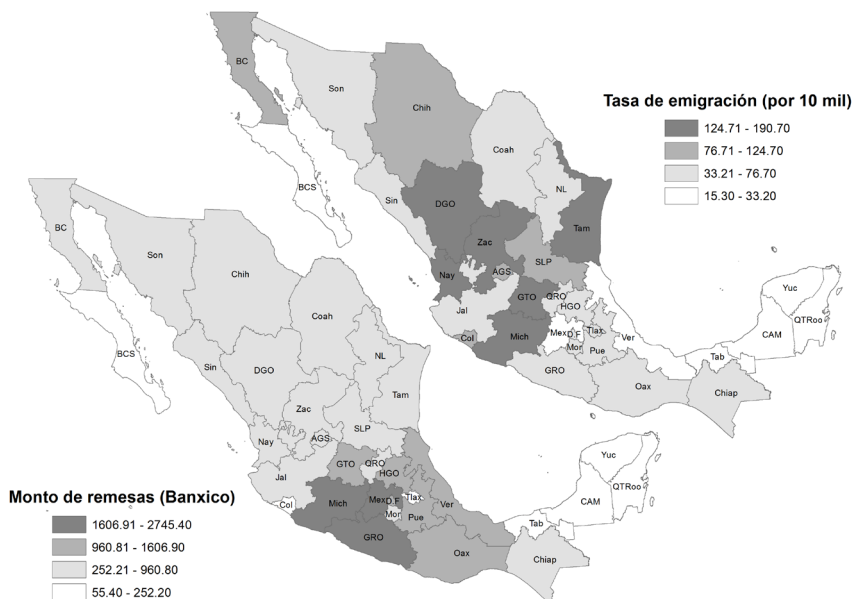 BC
Son
Chih
Coah
BCS
Sin
DGO
NL
Tam
Zac
Nay
AGS.
SLP
GTO
QRO
HGO
Jal
Col
Mich
Mex
D.F
Tlax
Mor
Pue
Ver
GRO
Oax
Chiap
Tab
CAM
Yuc
QTRoo
Tasa de emigración (por 10 mil)
124.71 - 190.70
76.71 - 124.70
33.21 - 76.70
15.30 - 33.20
BC
Son
Chih
Coah
BCS
Sin
DGO
NL
Tam
Zac
Nay
AGS.
SLP
GTO
QRO
HGO
Jal
Col
Mich
Mex
D.F
Tlax
Mor
Pue
Ver
GRO
Oax
Chiap
Tab
CAM
Yuc
QTRoo
Monto de remesas (Banxico)
1606.91 - 2745.40
960.81 - 1606.90
252.21 - 960.80
55.40 - 252.20